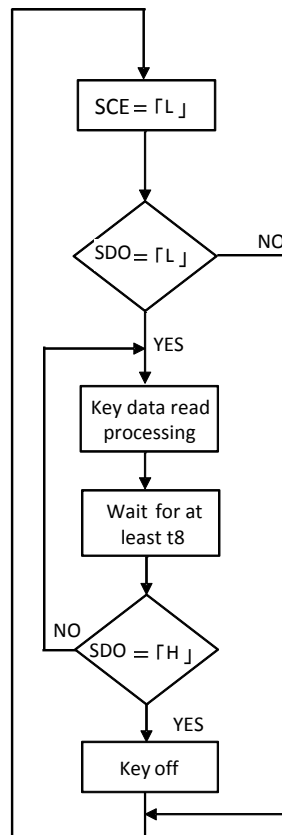 SCE = ｢L｣
SDO = ｢L｣
NO
YES
Key data read
processing
Wait for at
least t8
NO
SDO = ｢H｣
YES
Key off